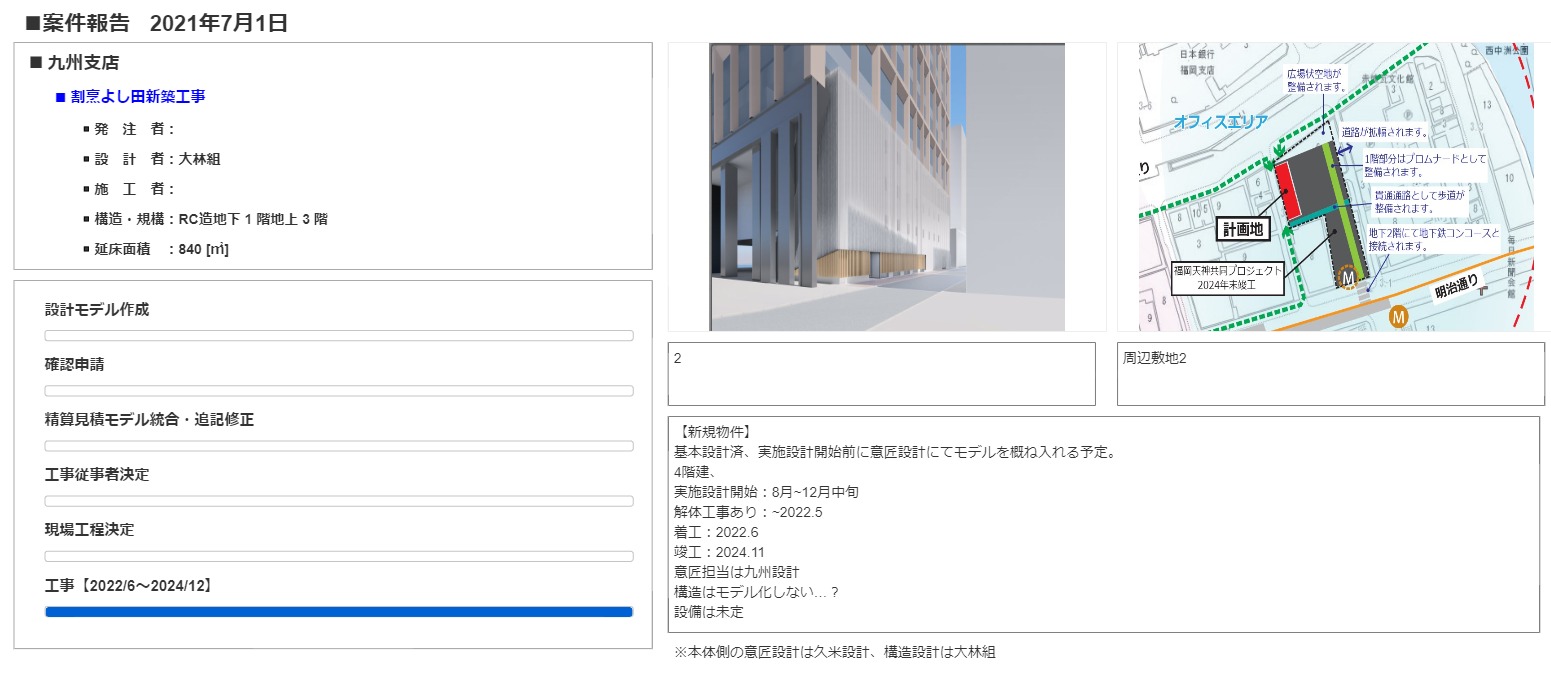 ■案件報告　2021年7月1日
■ 九州支店
■ 割烹よし田新築工事
▪ 発　注　者：
▪ 設　計　者：大林組
▪ 施　工　者：
▪ 構造・規構：RC造地下１階地上３階
▪ 延床面積　：840 [㎡]
設計モデル作成
確認申請
精算見積モデル統合・追記修正
工事従事者決定
現場工程決定
工事【2022/6～2024/12】
日本銀行
福岡支店
西中洲公園
広場状空地が
整備されます。
オフィスエリア
道路が拡幅されます。
1階部分はプロムナードとして
整備されます。
貫通通路として歩道が
整備されます。
計画地
地下2階にて地下鉄コンコースと
接続されます。
福岡天神共同プロジェクト
2024年末竣工
明治通り
毎日新聞会館
M
M
2
周辺敷地2
【新規物件】
基本設計済、実施設計開始前に意匠設計にてモデルを概ね入れる予定。
4階建、
実施設計開始：8月~12月中旬
解体工事あり：~2022.5
着工：2022.6
竣工：2024.11
意匠担当は九州設計
構造はモデル化しない…？
設備は未定
※本体側の意匠設計は久米設計、構造設計は大林組